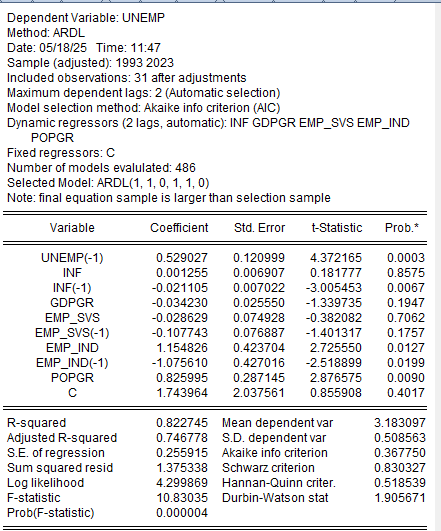 Dependent Variable: UNEMP
Method: ARDL
Date: 05/18/25 Time: 11:47
Sample (adjusted): 1993 2023
Included observations: 31 after adjustments
Maximum dependent lags: 2 (Automatic selection)
Model selection method: Akaike info criterion (AIC)
Dynamic regressors (2 lags, automatic): INF GDPGR EMP_SVS EMP_IND
POPGR
Fixed regressors: C
Number of models evalulated: 486
Selected Model: ARDL(1, 1, 0, 1, 1, 0)
Note: final equation sample is larger than selection sample
Variable Coefficient Std. Error t-Statistic Prob.*
UNEMP(-1) 0.529027 0.120999 4.372165 0.0003
INF 0.001255 0.006907 0.181777 0.8575
INF(-1) -0.021105 0.007022 -3.005453 0.0067
GDPGR -0.034230 0.025550 -1.339735 0.1947
EMP_SVS -0.028629 0.074928 -0.382082 0.7062
EMP_SVS(-1) -0.107743 0.076887 -1.401317 0.1757
EMP_IND 1.154826 0.423704 2.725550 0.0127
EMP_IND(-1) -1.075610 0.427016 -2.518899 0.0199
POPGR 0.825995 0.287145 2.876575 0.0090
C 1.743964 2.037561 0.855908 0.4017
R-squared 0.822745 Mean dependent var 3.183097
Adjusted R-squared 0.746778 S.D. dependent var 0.508563
S.E. of regression 0.255915 Akaike info criterion 0.367750
Sum squared resid 1.375338 Schwarz criterion 0.830327
Log likelihood 4.299869 Hannan-Quinn criter. 0.518539
F-statistic 10.83035 Durbin-Watson stat 1.905671
Prob(F-statistic) 0.000004